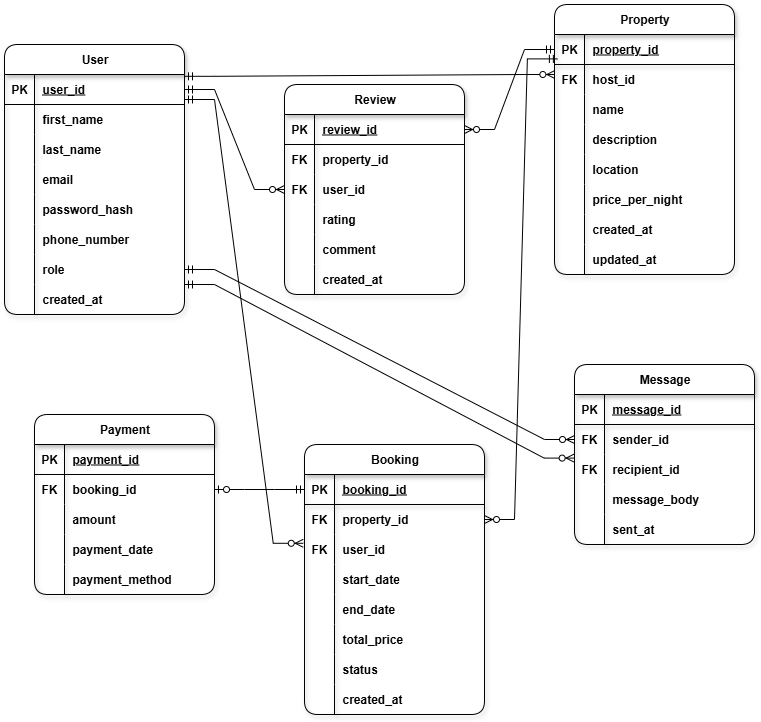 User
PK user_id
first_name
last_name
email
password_hash
phone_number
role
created_at
Review
PK review_id
FK property_id
FK user_id
rating
comment
created_at
Property
PK property_id
FK host_id
name
description
location
price_per_night
created_at
updated_at
Payment
PK payment_id
FK booking_id
amount
payment_date
payment_method
Booking
PK booking_id
FK property_id
FK user_id
start_date
end_date
total_price
status
created_at
Message
PK message_id
FK sender_id
FK recipient_id
message_body
sent_at